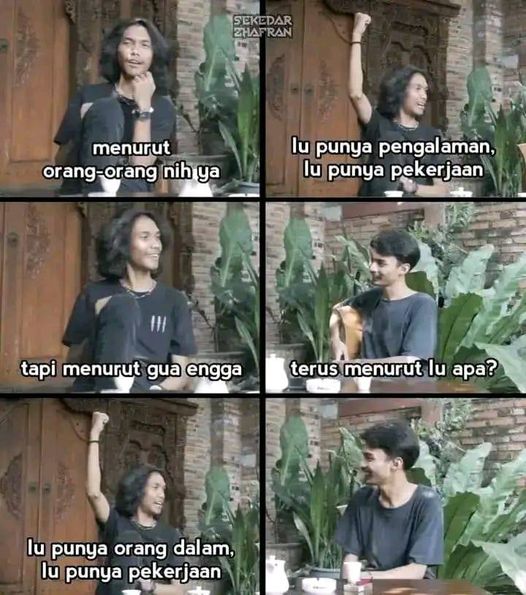 SEKEDAR
ZHAFRAN
menurut
orang-orang nih ya
lu punya pengalaman,
lu punya pekerjaan
tapi menurut gua engga
terus menurut lu apa?
lu punya orang dalam,
lu punya pekerjaan